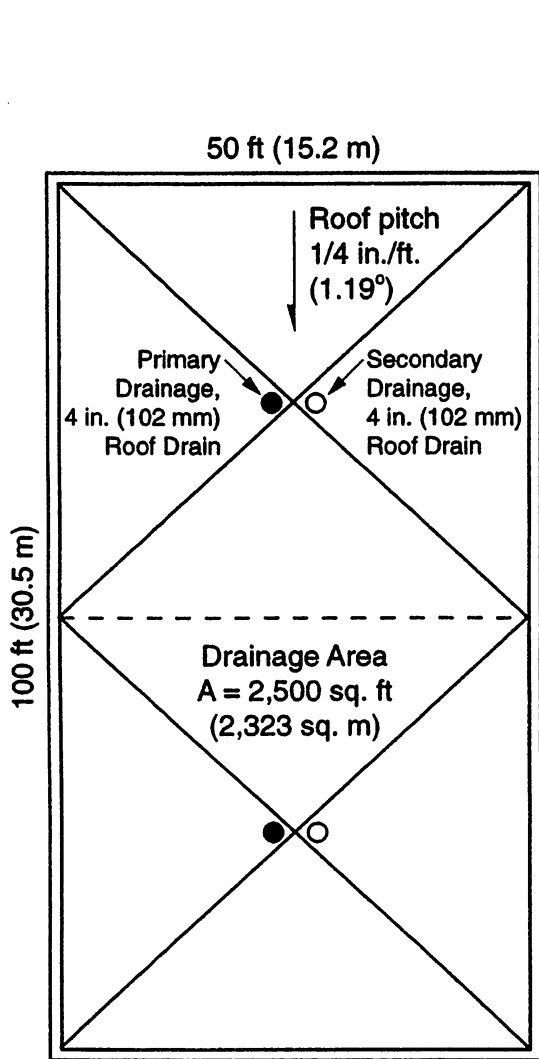 50 ft (15.2 m)
Roof pitch
1/4 in./ft.
(1.19°)
Primary
Drainage,
4 in. (102 mm)
Roof Drain
Secondary
Drainage,
4 in. (102 mm)
Roof Drain
100 ft (30.5 m)
Drainage Area
A = 2,500 sq. ft
(2,323 sq. m)